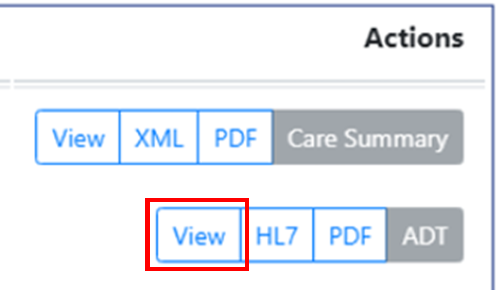 Actions
View XML PDF Care Summary
View HL7 PDF ADT